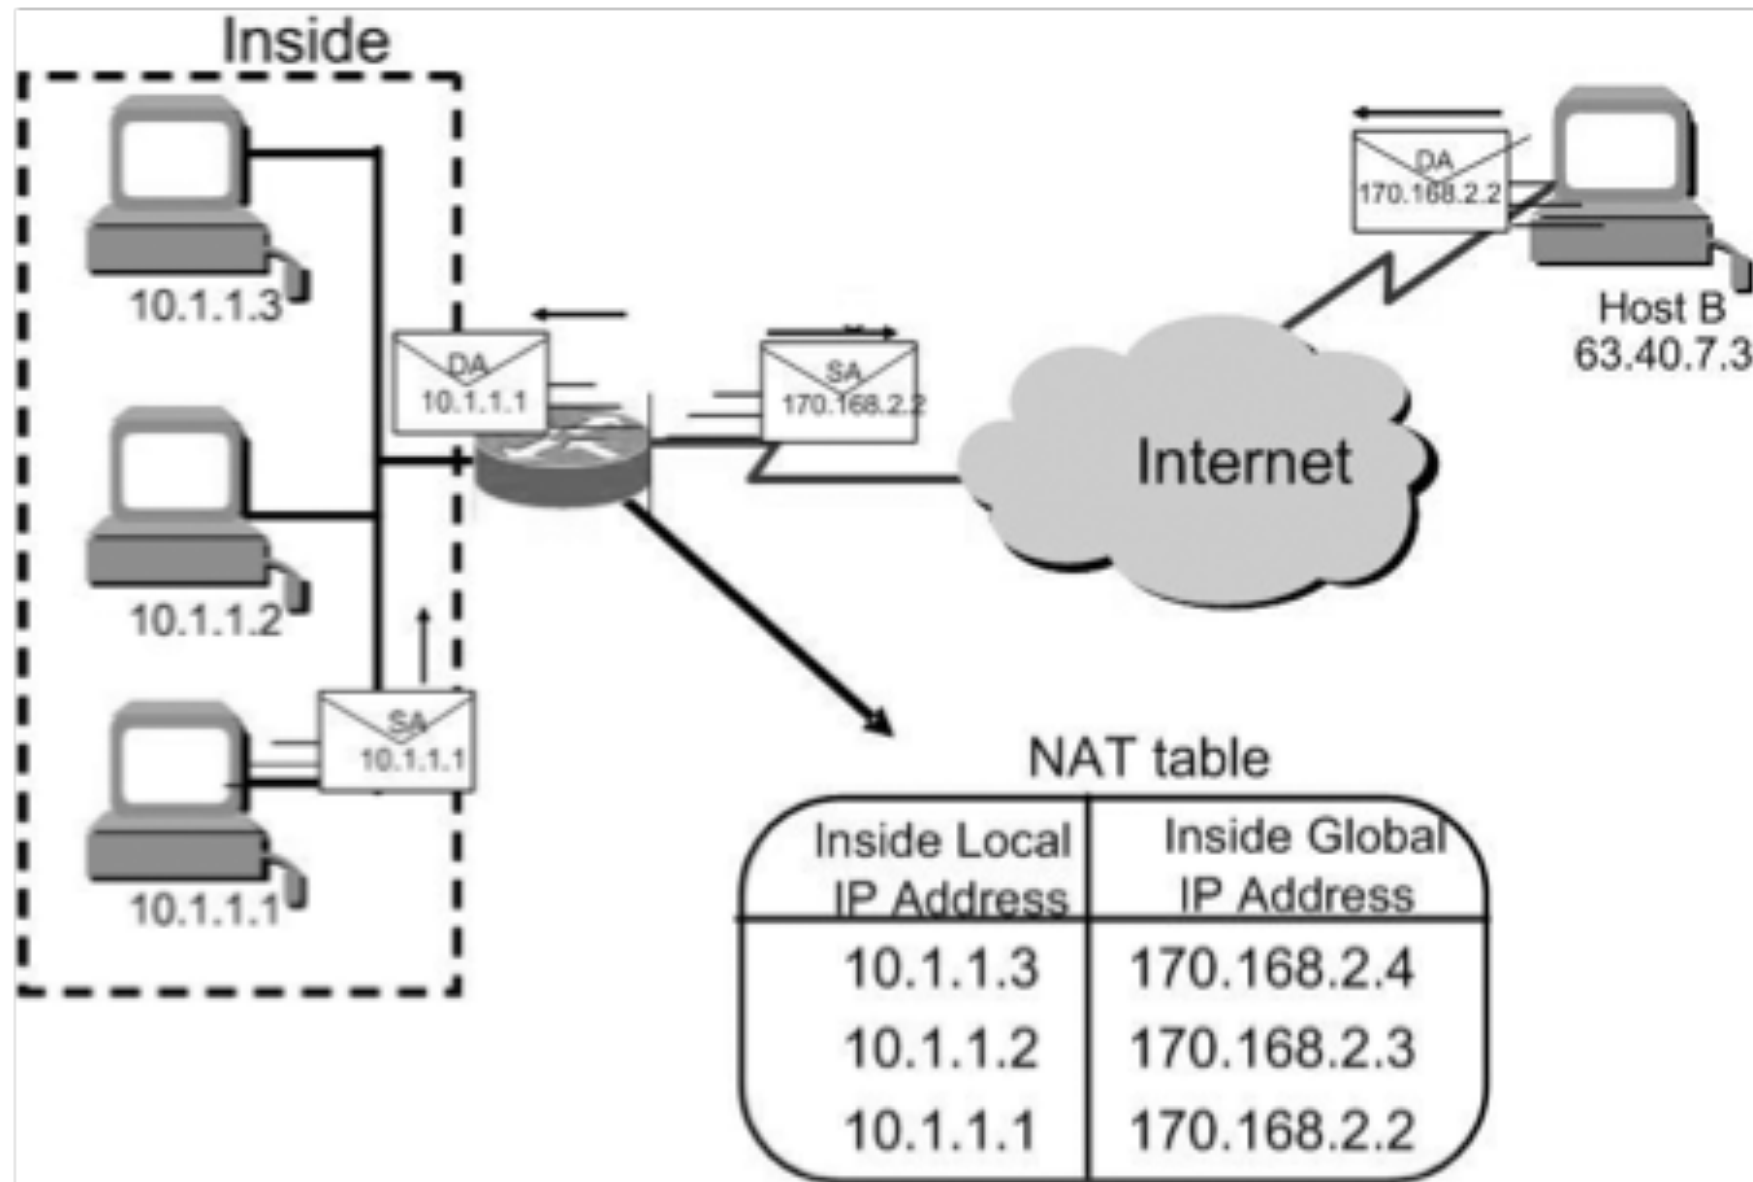 Inside
10.1.1.3
10.1.1.2
10.1.1.1
SA
10.1.1.1
DA
10.1.1.1
SA
170.168.2.2
Internet
DA
170.168.2.2
Host B
63.40.7.3
NAT table
Inside Local IP Address
Inside Global IP Address
10.1.1.3 170.168.2.4
10.1.1.2 170.168.2.3
10.1.1.1 170.168.2.2